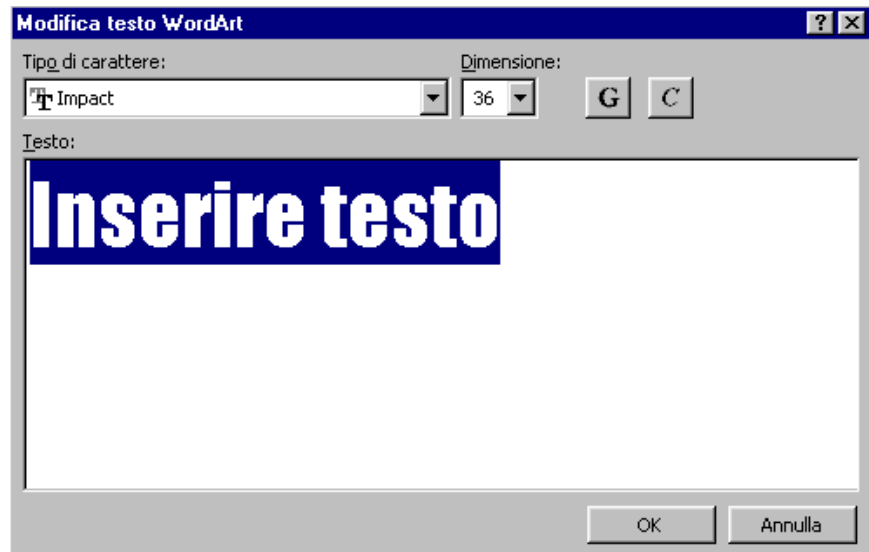 Modifica testo WordArt
Tipo di carattere: Dimensione:
Impact 36 G C
Testo:
Inserire testo
OK Annulla